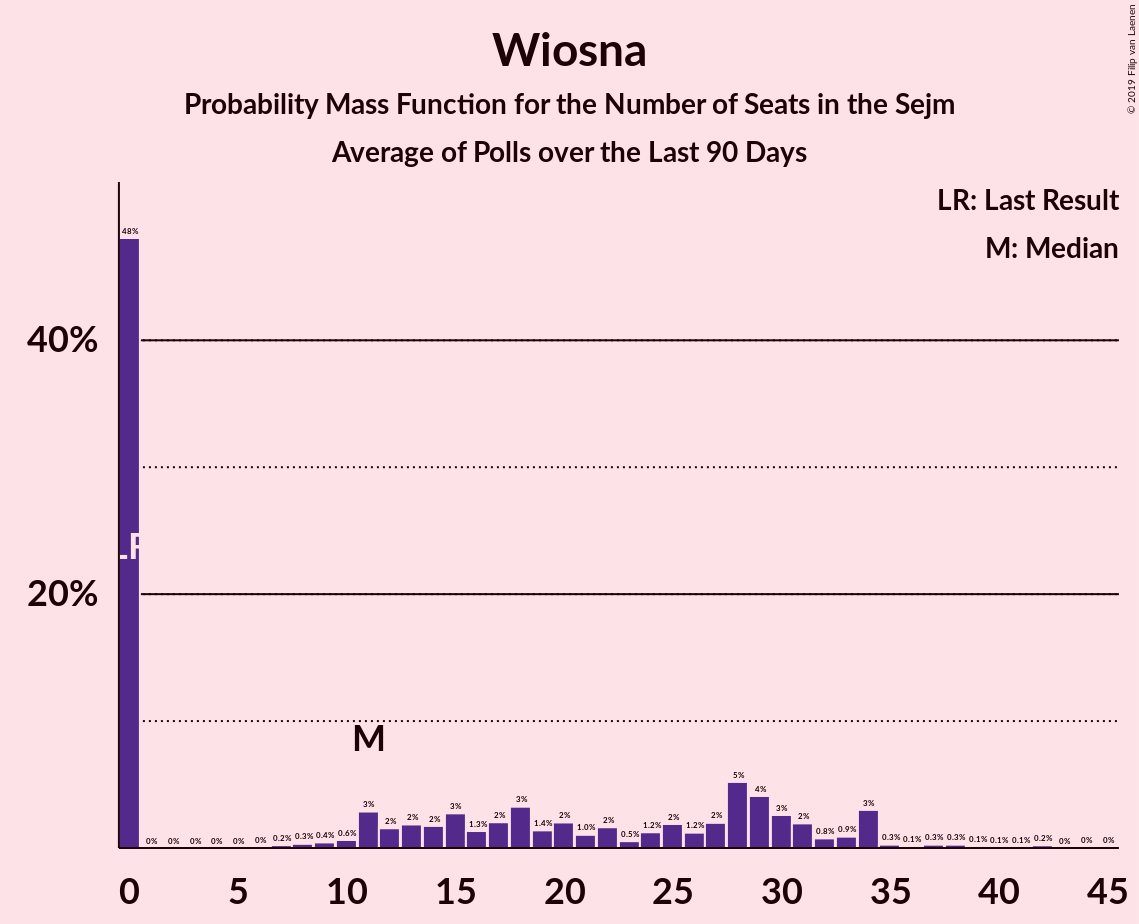 Wiosna
Probability Mass Function for the Number of Seats in the Sejm
Average of Polls over the Last 90 Days
© 2019 Filip van Laenen
LR: Last Result
M: Median
40%
20%
LR
M
48% 0% 0% 0% 0% 0% 0% 0.2% 0.3% 0.4% 0.6% 3% 2% 2% 2% 3% 1.3% 2% 3% 1.4% 2% 1.0% 2% 0.5% 1.2% 2% 1.2% 2% 5% 4% 3% 2% 0.8% 0.9% 3% 0.3% 0.1% 0.3% 0.3% 0.1% 0.1% 0.1% 0.2% 0% 0% 0%
0 5 10 15 20 25 30 35 40 45